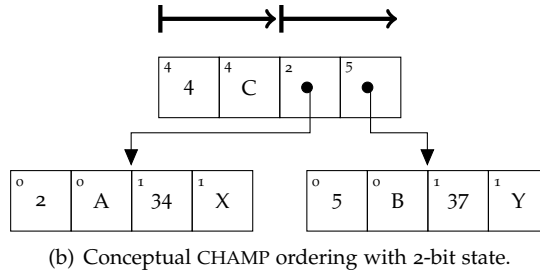 4 4 2 5
4 C
0 0 1 1 0 0 1 1
2 A 34 X 5 B 37 Y
(b) Conceptual CHAMP ordering with 2-bit state.